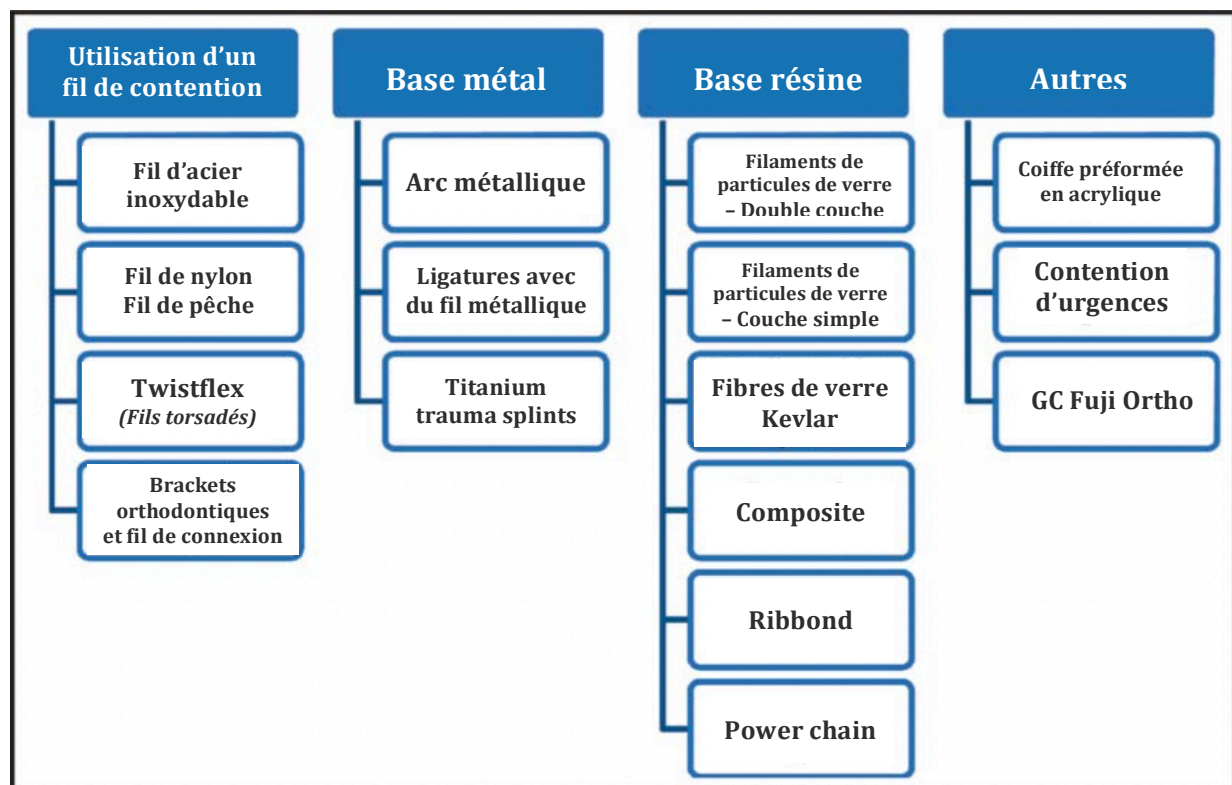 Utilisation d’un
fil de contention
Fil d’acier
inoxydable
Fil de nylon
Fil de pêche
Twistflex
(Fils torsadés)
Brackets
orthodontiques
et fil de connexion
Base métal
Arc métallique
Ligatures avec
du fil métallique
Titanium
trauma splints
Base résine
Filaments de
particules de verre
– Double couche
Filaments de
particules de verre
– Couche simple
Fibres de verre
Kevlar
Composite
Ribbond
Power chain
Autres
Coiffe préformée
en acrylique
Contention
d’urgences
GC Fuji Ortho